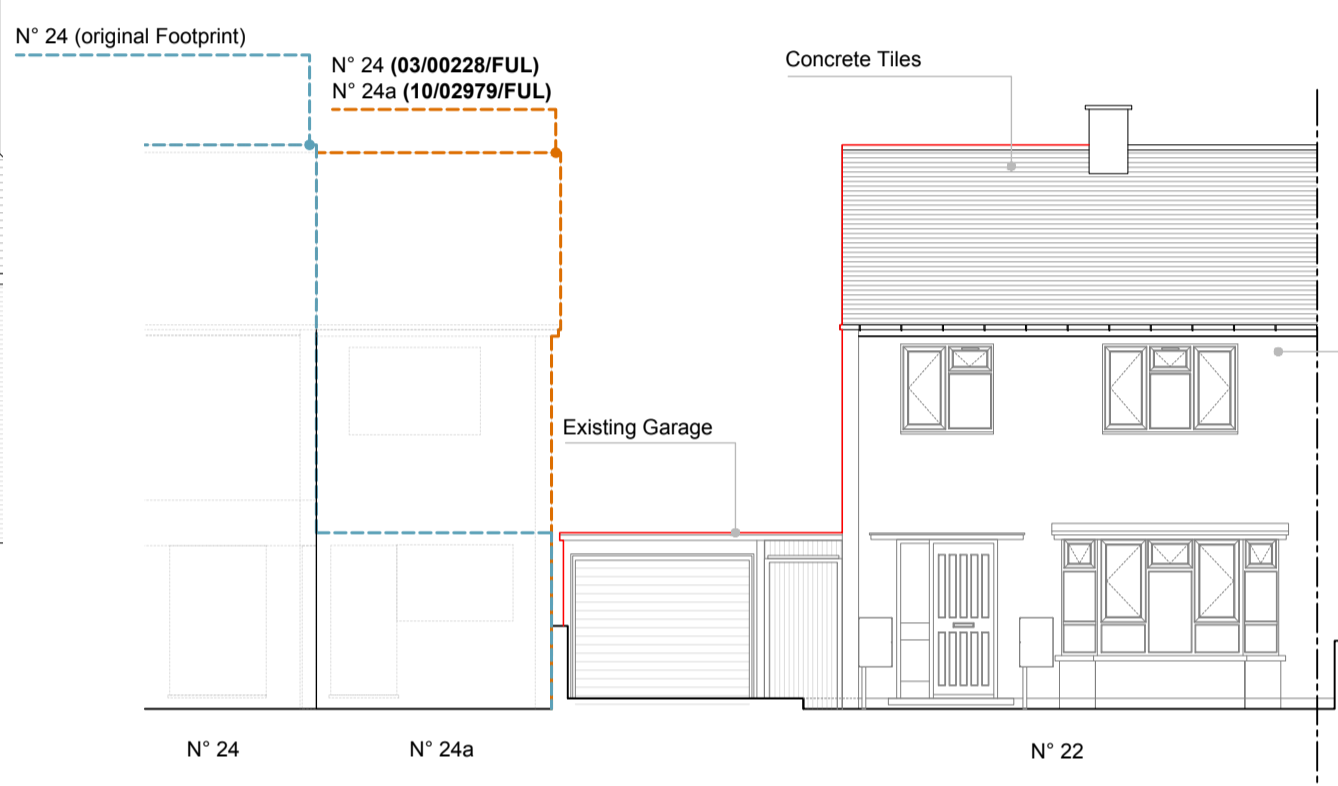 N° 24 (original Footprint)
N° 24 (03/00228/FUL)
N° 24a (10/02979/FUL)
Concrete Tiles
Existing Garage
N° 24
N° 24a
N° 22